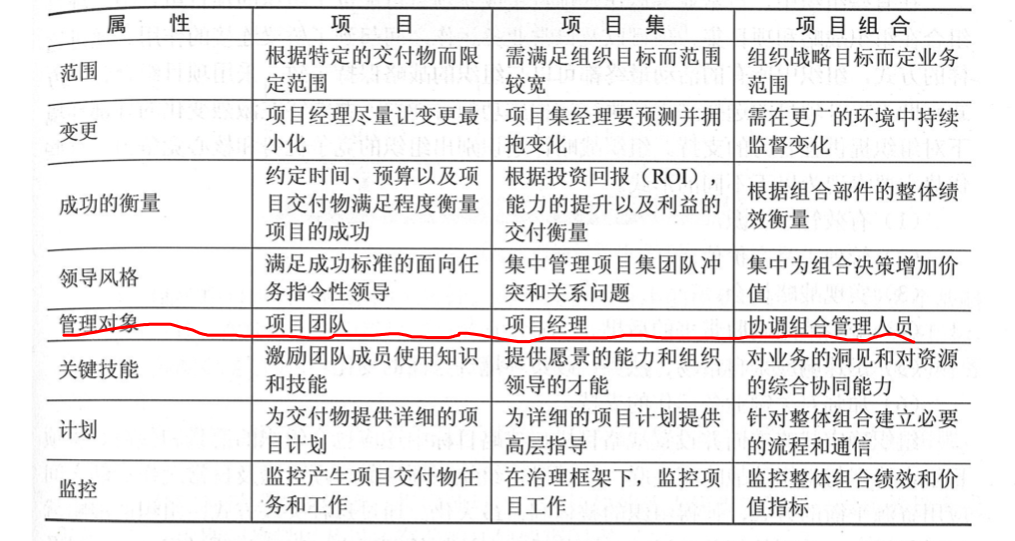 属 性 项 目 项 目 集 项 目 组 合
范围 根据特定的交付物而限 需满足组织目标而范围 组织战略目标而定业务
定范围 较宽 范围
变更 项目经理尽量让变更最 项目集经理要预测并拥 需在更广的环境中持续
小化 抱变化 监督变化
成功的衡量 约定时间、预算以及项 根据投资回报（ROI）， 根据组合部件的整体绩
目交付物满足程度衡量 能力的提升以及利益的 效衡量
项目的成功 交付衡量
领导风格 满足成功标准的面向任 集中管理项目集团队冲 集中为组合决策增加价
务指令性领导 突和关系问题 值
管理对象 项目团队 项目经理 协调组合管理人员
关键技能 激励团队成员使用知识 提供愿景的能力和组织 对业务的洞见和对资源
和技能 领导的才能 的综合协同能力
计划 为交付物提供详细的项 为详细的项目计划提供 针对整体组合建立必要
目计划 高层指导 的流程和通信
监控 监控产生项目交付物任 在治理框架下，监控项 监控整体组合绩效和价
务和工作 目工作 值指标